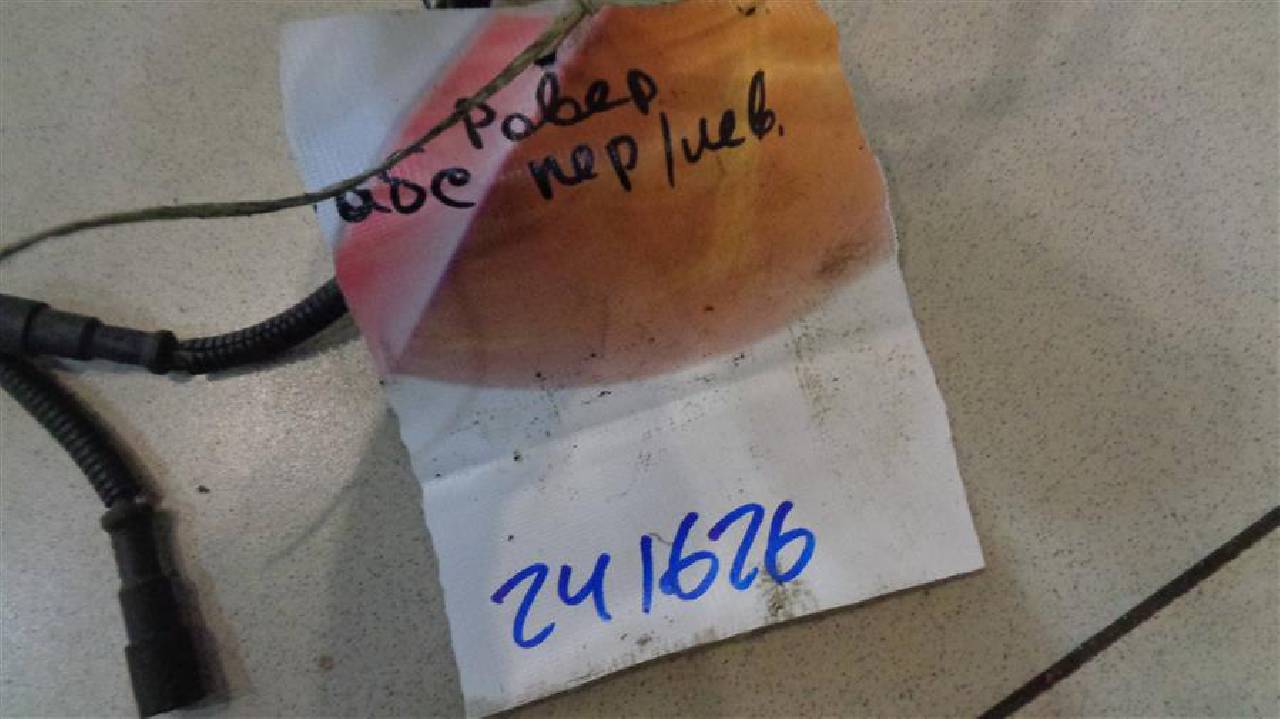 Ровер
абс пер/лев.
241626